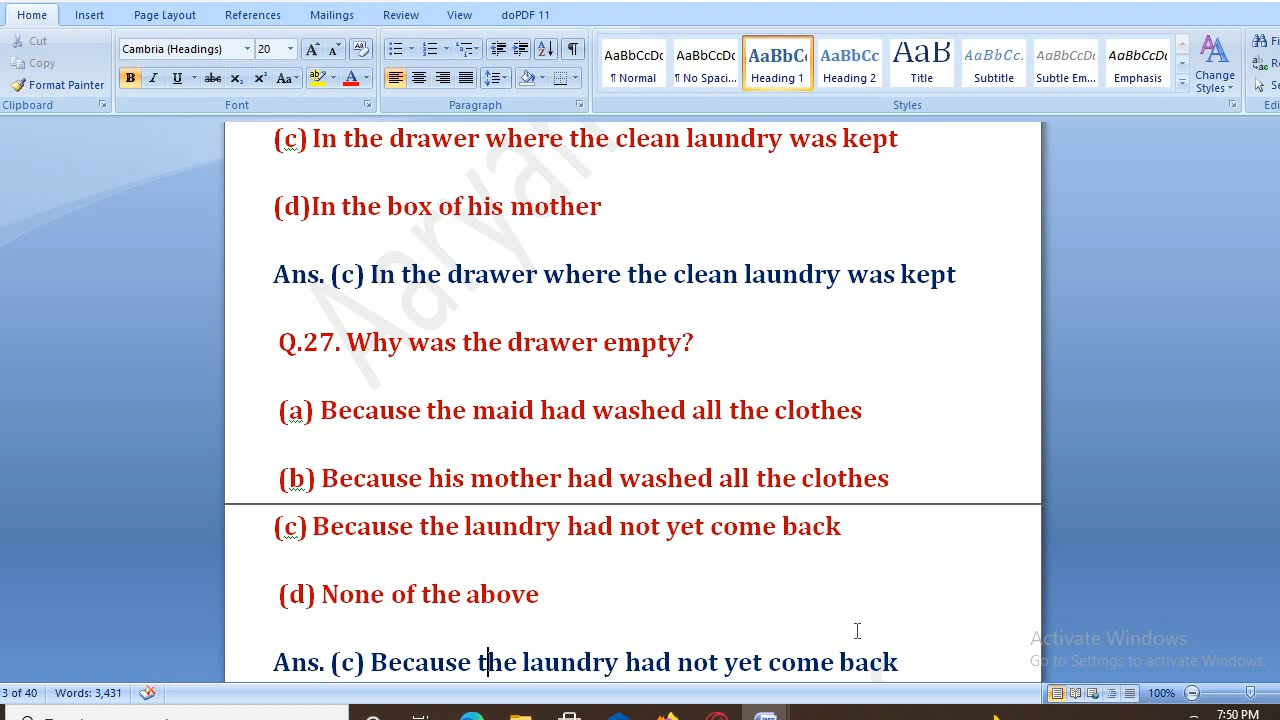 Home Insert Page Layout References Mailings Review View doPDF 11
Cut
Copy
Format Painter
Clipboard
Cambria (Headings) 20
Font
Paragraph
AaBbCcDc AaBbCcDc AaBbCc AaBbCc AaB AaBbCc. AaBbCcDc AaBbCcDc
¶ Normal ¶ No Spaci... Heading 1 Heading 2 Title Subtitle Subtle Em... Emphasis
Change Styles
Styles
(c) In the drawer where the clean laundry was kept
(d)In the box of his mother
Ans. (c) In the drawer where the clean laundry was kept
Q.27. Why was the drawer empty?
(a) Because the maid had washed all the clothes
(b) Because his mother had washed all the clothes
(c) Because the laundry had not yet come back
(d) None of the above
Ans. (c) Because the laundry had not yet come back
Aaryan
Activate Windows
Go to Settings to activate Windows.
3 of 40 Words: 3,431 100%
7:50 PM